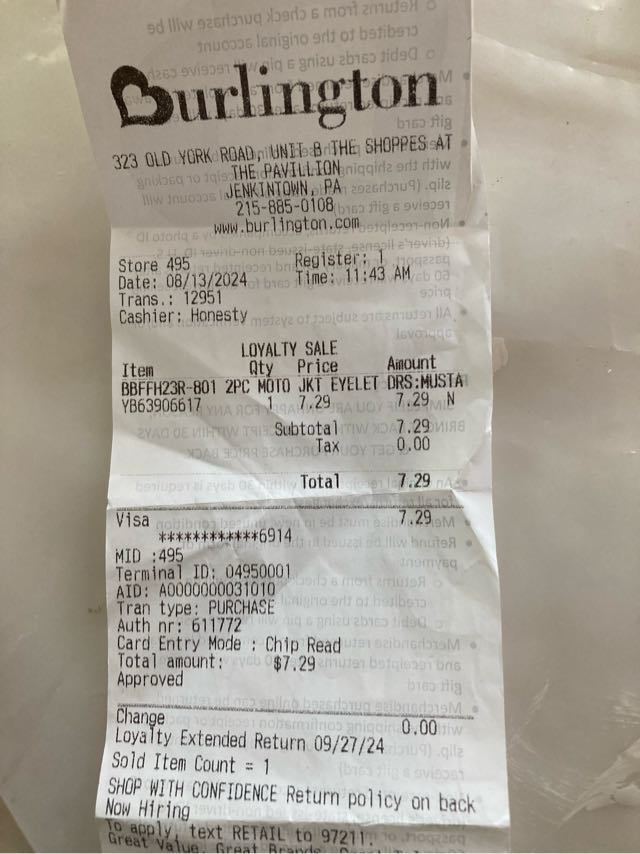 Burlington
323 OLD YORK ROAD, UNIT B THE SHOPPES AT
THE PAVILLION
JENKINTOWN, PA
215-885-0108
www.burlington.com
Store 495 Register: 1
Date: 08/13/2024 Time: 11:43 AM
Trans.: 12951
Cashier: Honesty
LOYALTY SALE
Item Qty Price Amount
BBFFH23R-801 2PC MOTO JKT EYELET DRS:MUSTA
YB63906617 1 7.29 7.29 N
Subtotal 7.29
Tax 0.00
Total 7.29
Visa 7.29
************6914
MID :495
Terminal ID: 04950001
AID: A0000000031010
Tran type: PURCHASE
Auth nr: 611772
Card Entry Mode : Chip Read
Total amount: $7.29
Approved
Change 0.00
Loyalty Extended Return 09/27/24
Sold Item Count = 1
SHOP WITH CONFIDENCE Return policy on back
Now Hiring
To apply, text RETAIL to 97211.
Great Value. Great Brands.